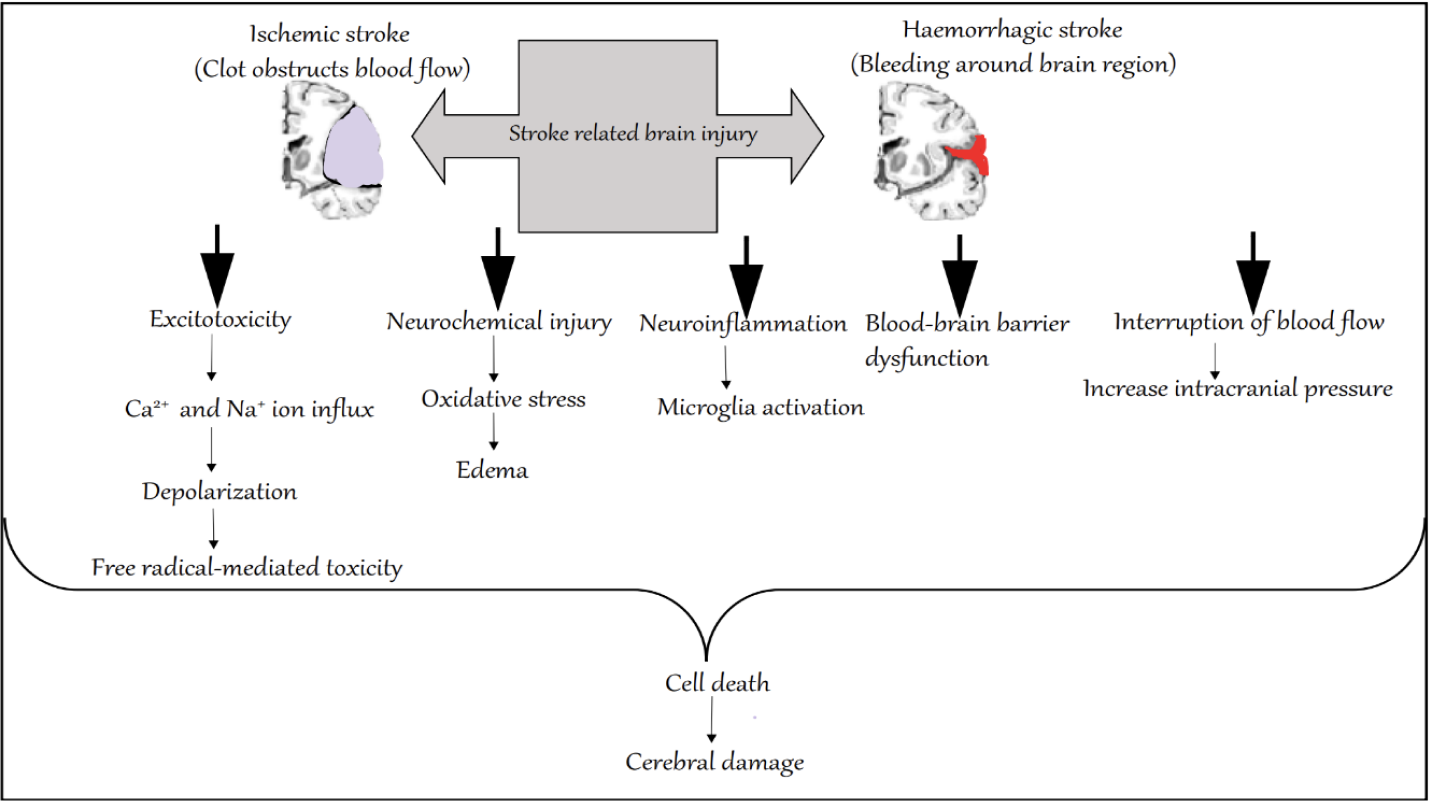 Ischemic stroke
(Clot obstructs blood flow)
Haemorrhagic stroke
(Bleeding around brain region)
Stroke related brain injury
Excitotoxicity
Ca²⁺ and Na⁺ ion influx
Depolarization
Free radical-mediated toxicity
Neurochemical injury
Oxidative stress
Edema
Neuroinflammation
Microglia activation
Blood-brain barrier
dysfunction
Interruption of blood flow
Increase intracranial pressure
Cell death
Cerebral damage